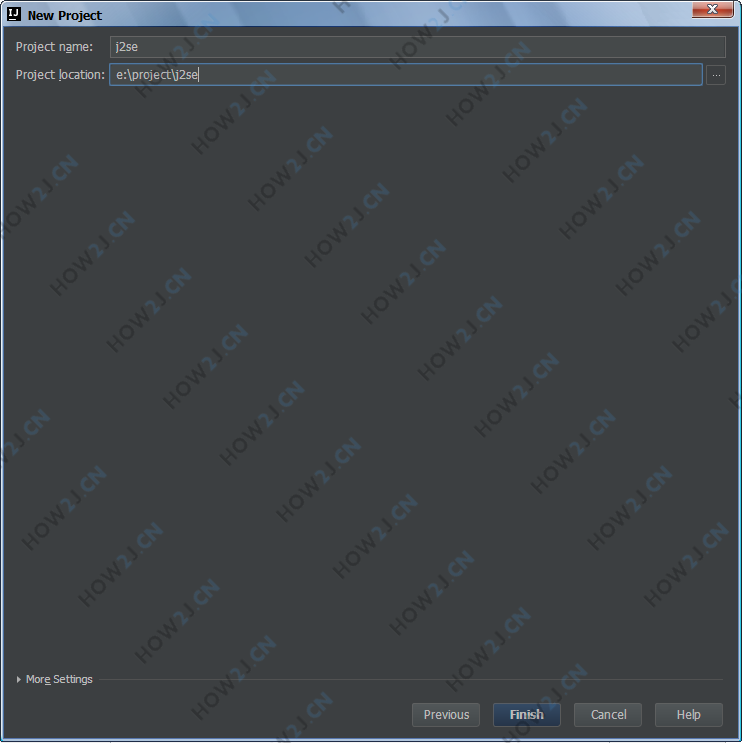 New Project
Project name: j2se
Project location: e:\project\j2se
...
More Settings
Previous Finish Cancel Help
HOW2J.CN